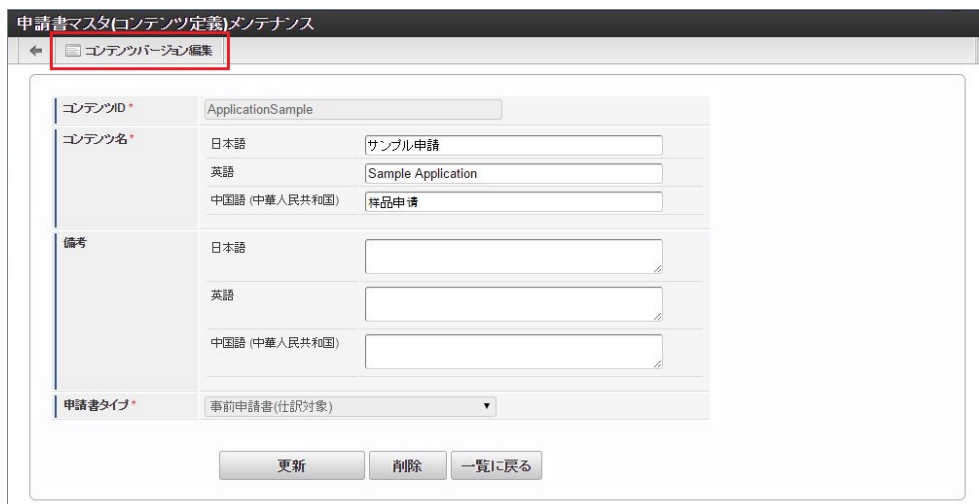 申請書マスタ(コンテンツ定義)メンテナンス
コンテンツバージョン編集
コンテンツID*
ApplicationSample
コンテンツ名*
日本語
サンプル申請
英語
Sample Application
中国語 (中華人民共和国)
样品申请
備考
日本語
英語
中国語 (中華人民共和国)
申請書タイプ*
事前申請書(仕訳対象)
更新 削除 一覧に戻る